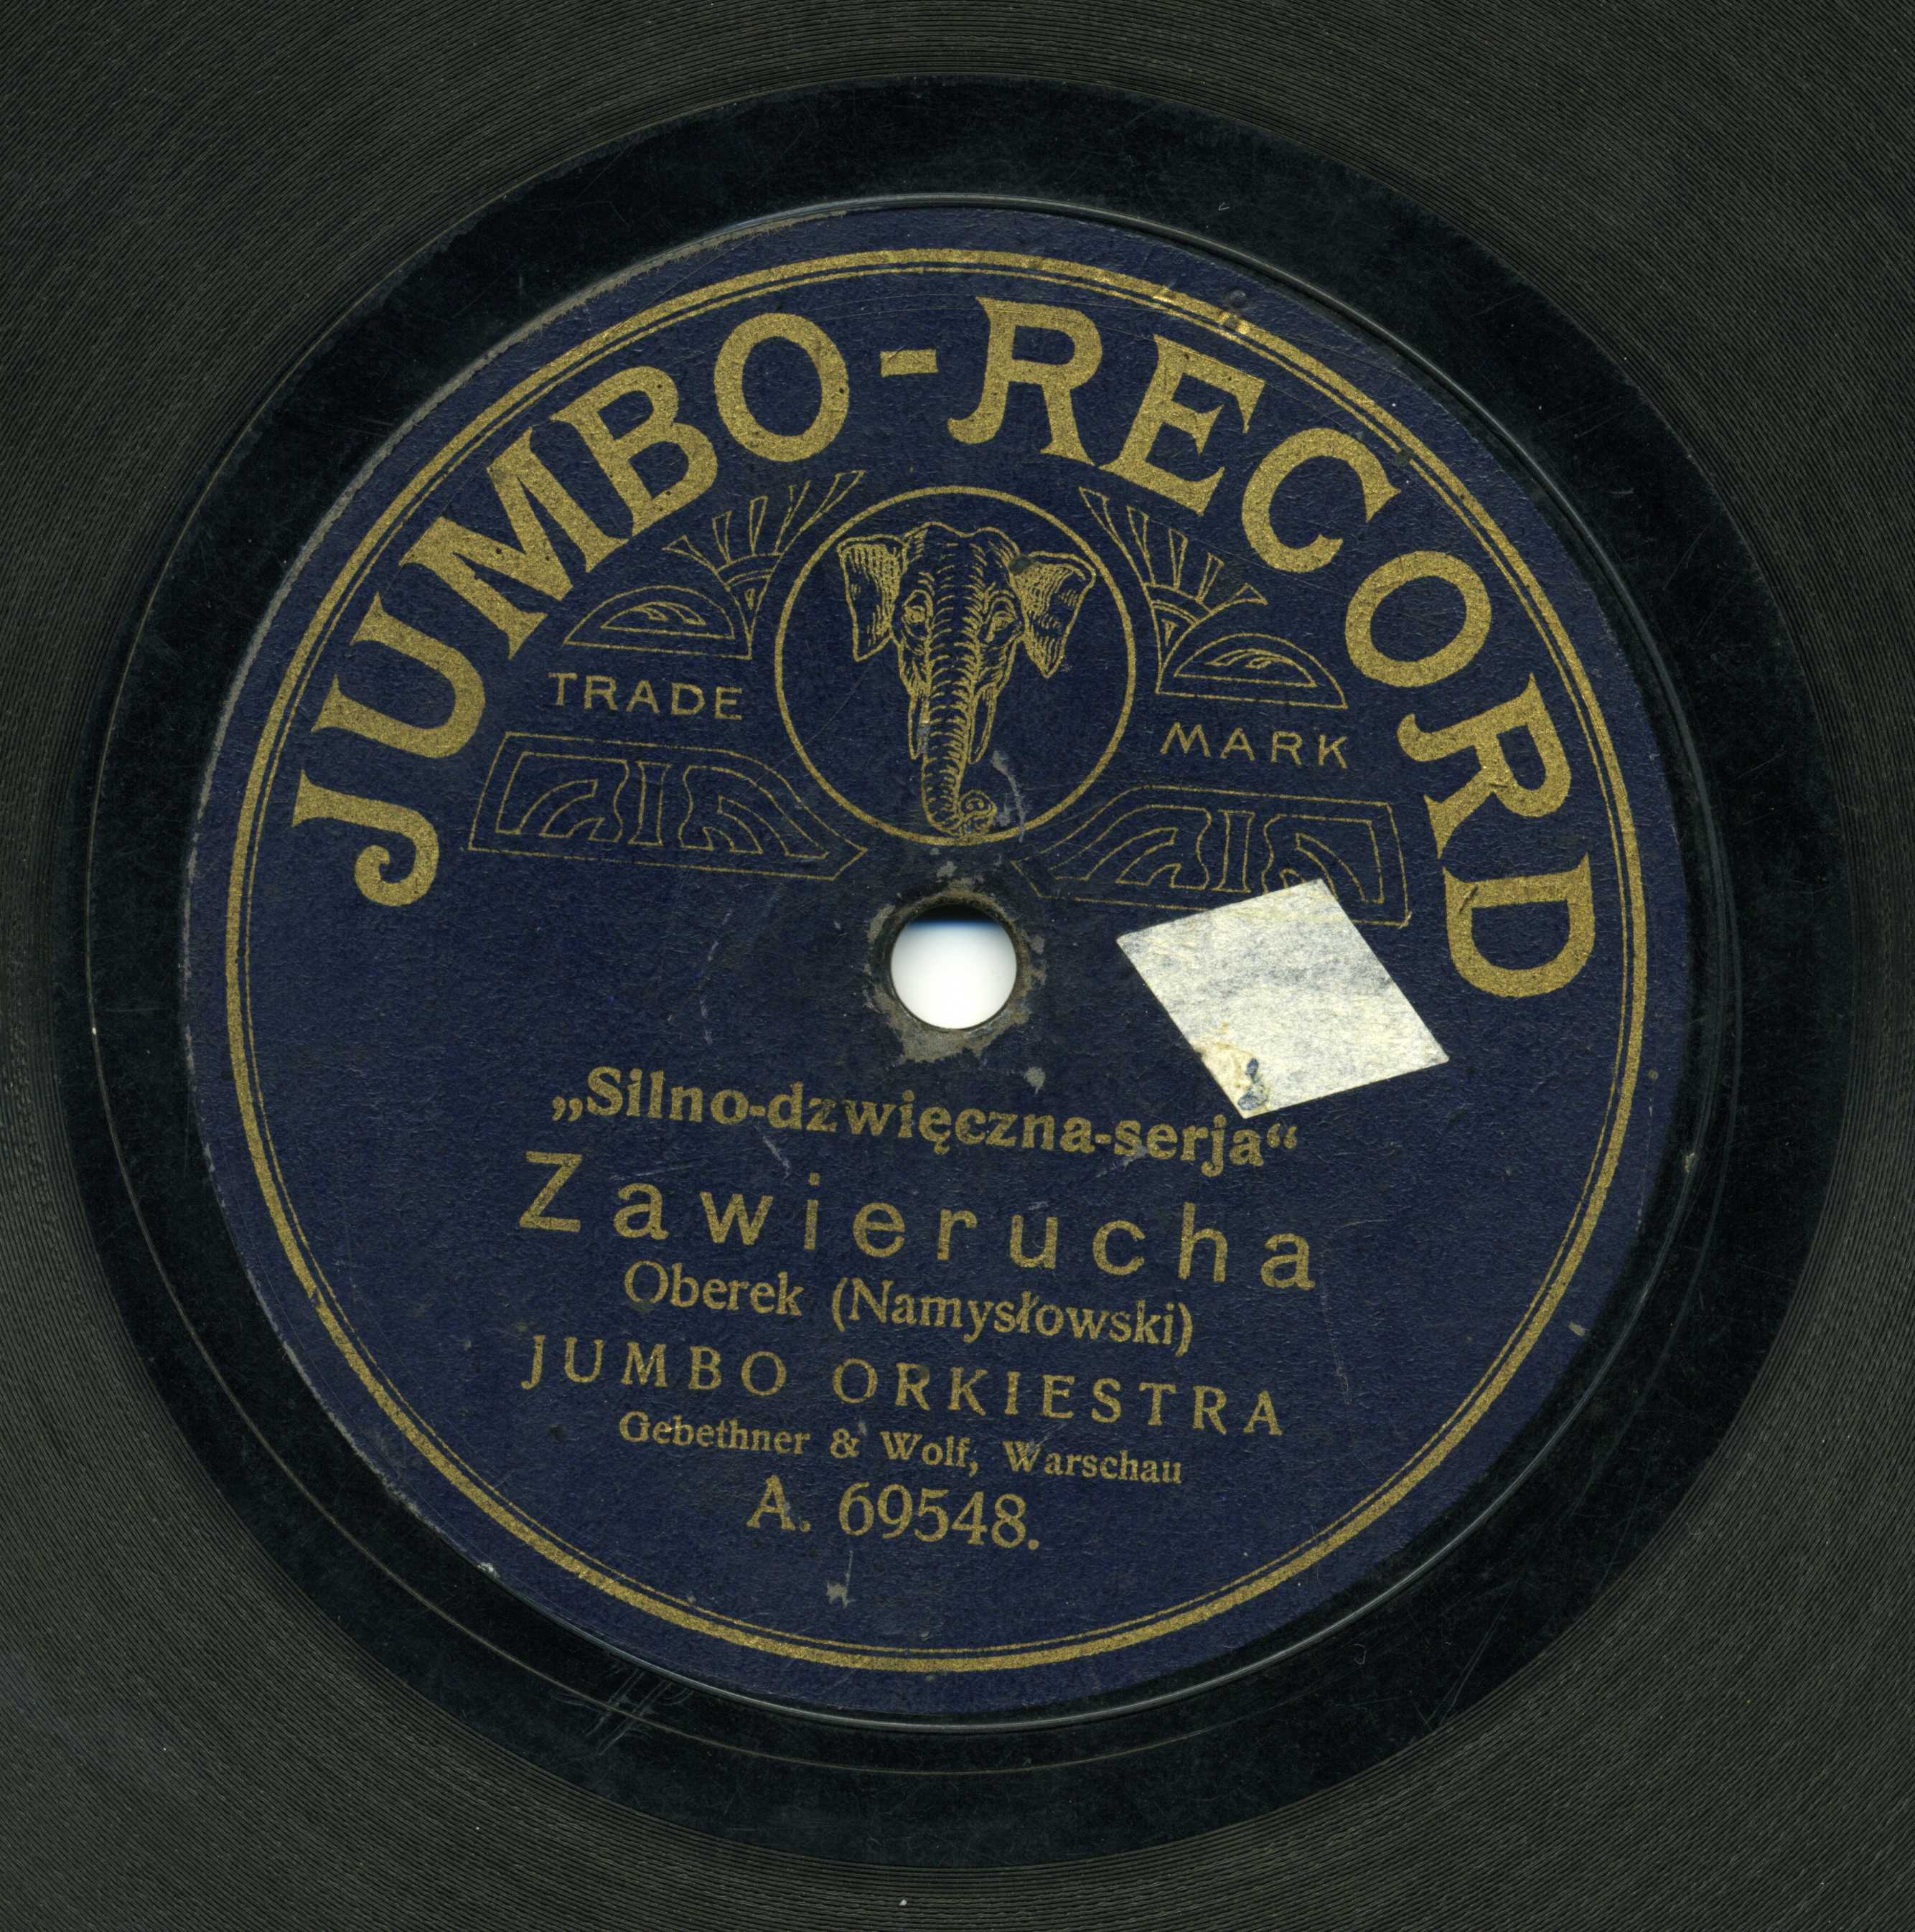 JUMBO-RECORD
TRADE MARK
„Silno-dzwięczna-serja“
Zawierucha
Oberek (Namysłowski)
JUMBO ORKIESTRA
Gebethner & Wolf, Warschau
A. 69548.